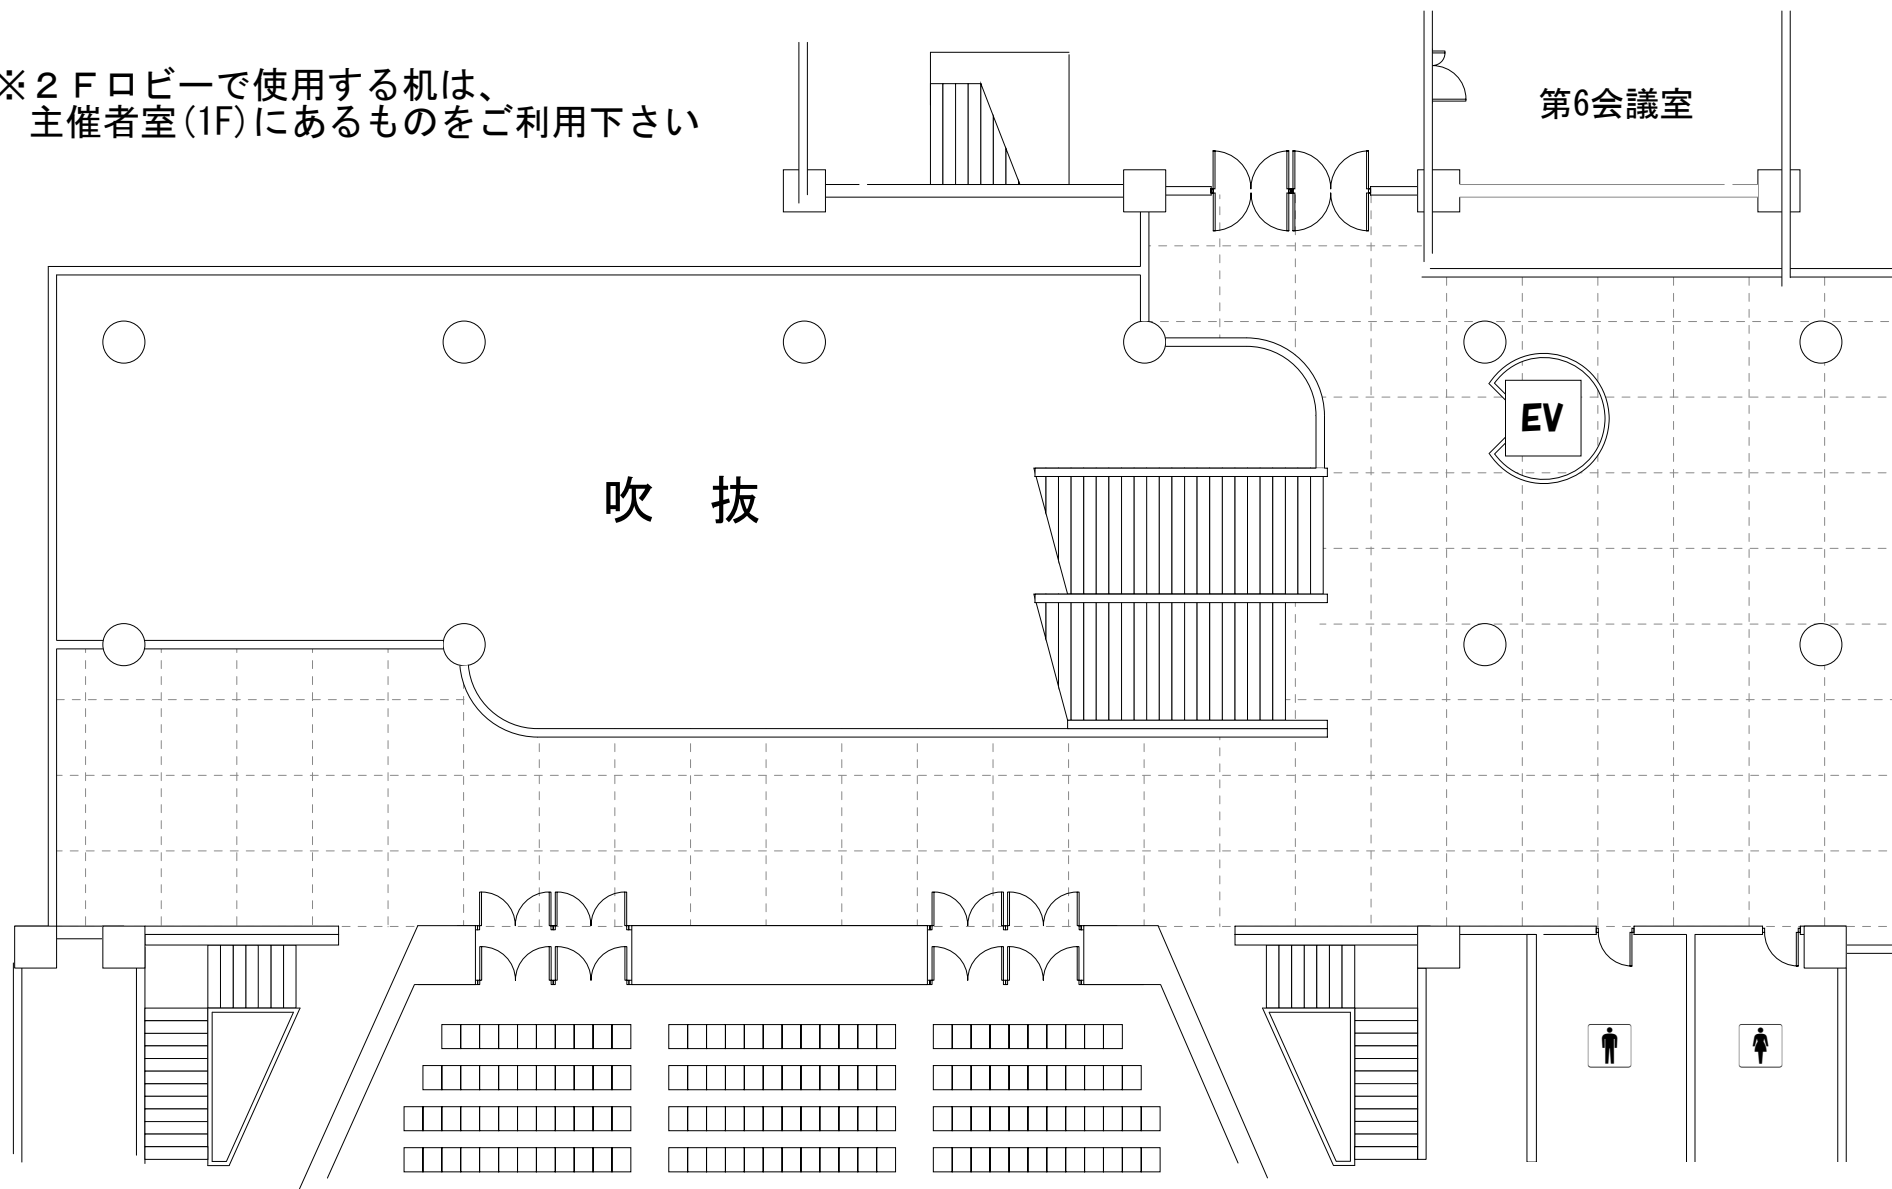 ※２Ｆロビーで使用する机は、
主催者室(1F)にあるものをご利用下さい
第6会議室
EV
吹　抜